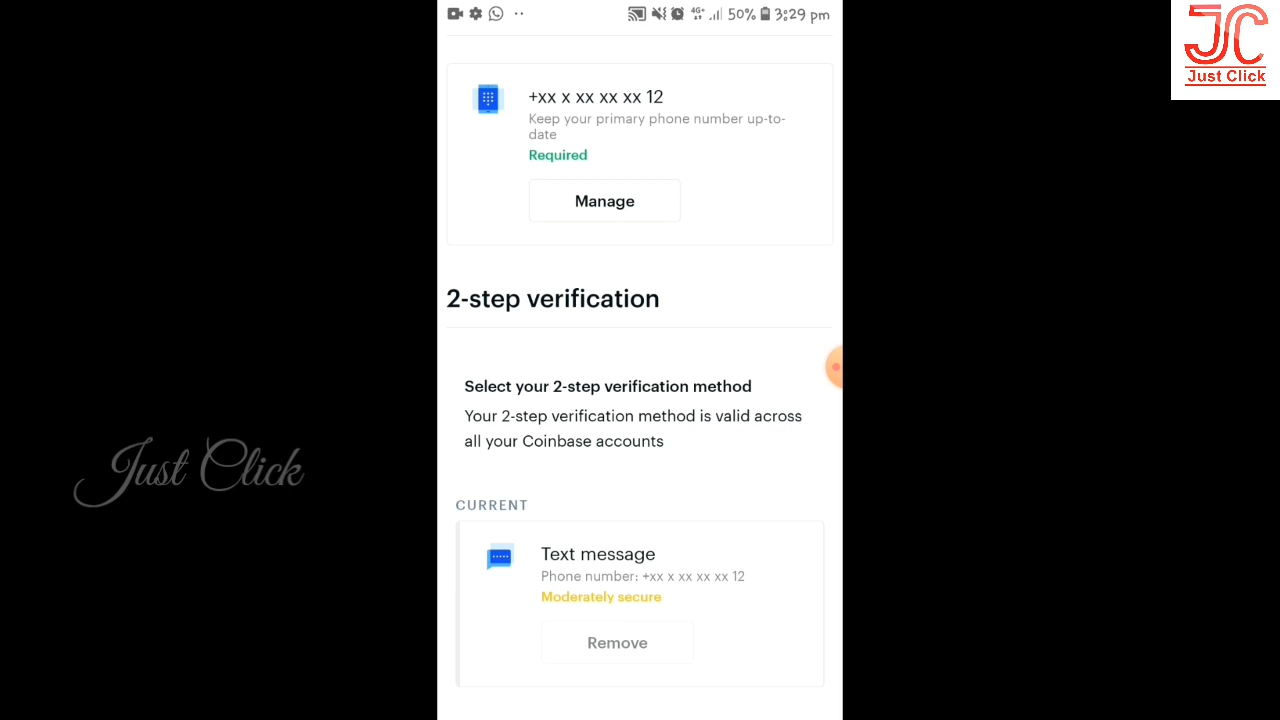 4G+ 50% 3:29 pm
JC
Just Click
+xx x xx xx xx 12
Keep your primary phone number up-to-
date
Required
Manage
2-step verification
Select your 2-step verification method
Your 2-step verification method is valid across
all your Coinbase accounts
Just Click
CURRENT
Text message
Phone number: +xx x xx xx xx 12
Moderately secure
Remove